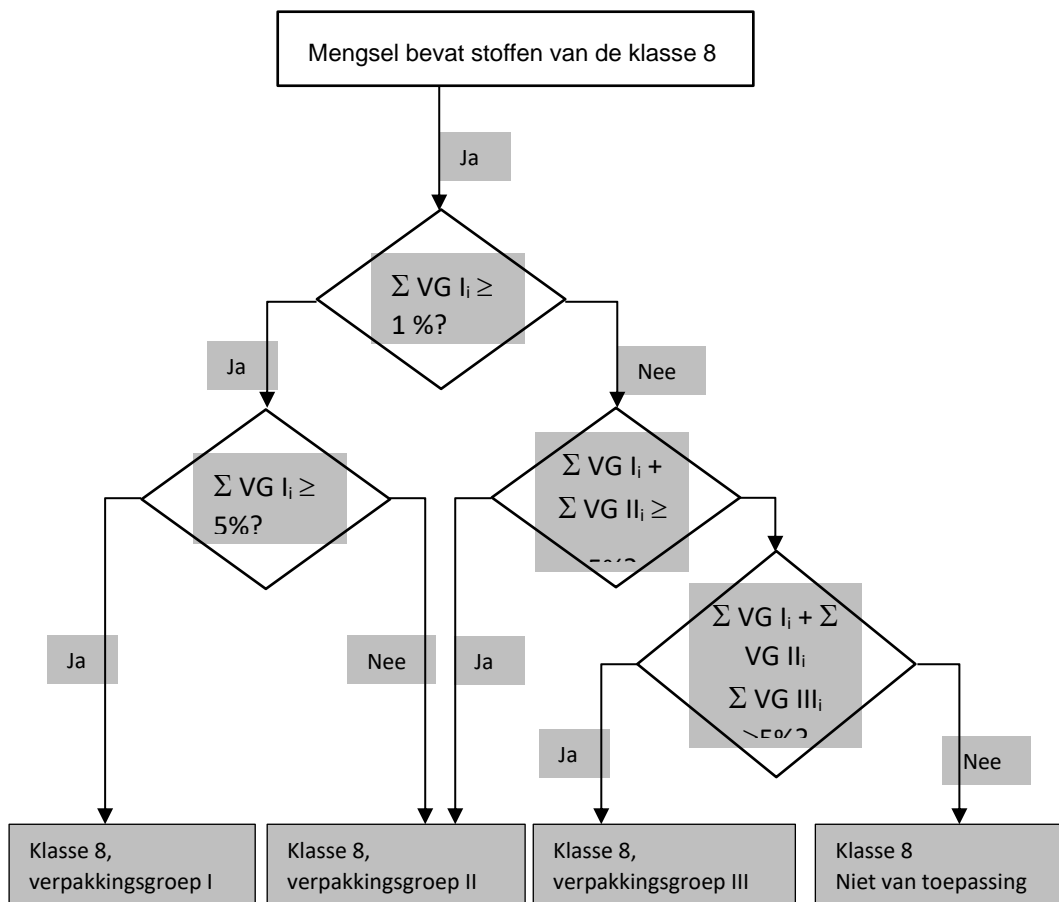 Mengsel bevat stoffen van de klasse 8
Ja
Σ VG Iᵢ ≥
1 %?
Ja
Nee
Σ VG Iᵢ ≥
5%?
Σ VG Iᵢ +
Σ VG IIᵢ ≥
5%?
Σ VG Iᵢ + Σ
VG IIᵢ
Σ VG IIIᵢ
≥5%?
Ja
Nee
Ja
Ja
Nee
Klasse 8,
verpakkingsgroep I
Klasse 8,
verpakkingsgroep II
Klasse 8,
verpakkingsgroep III
Klasse 8
Niet van toepassing